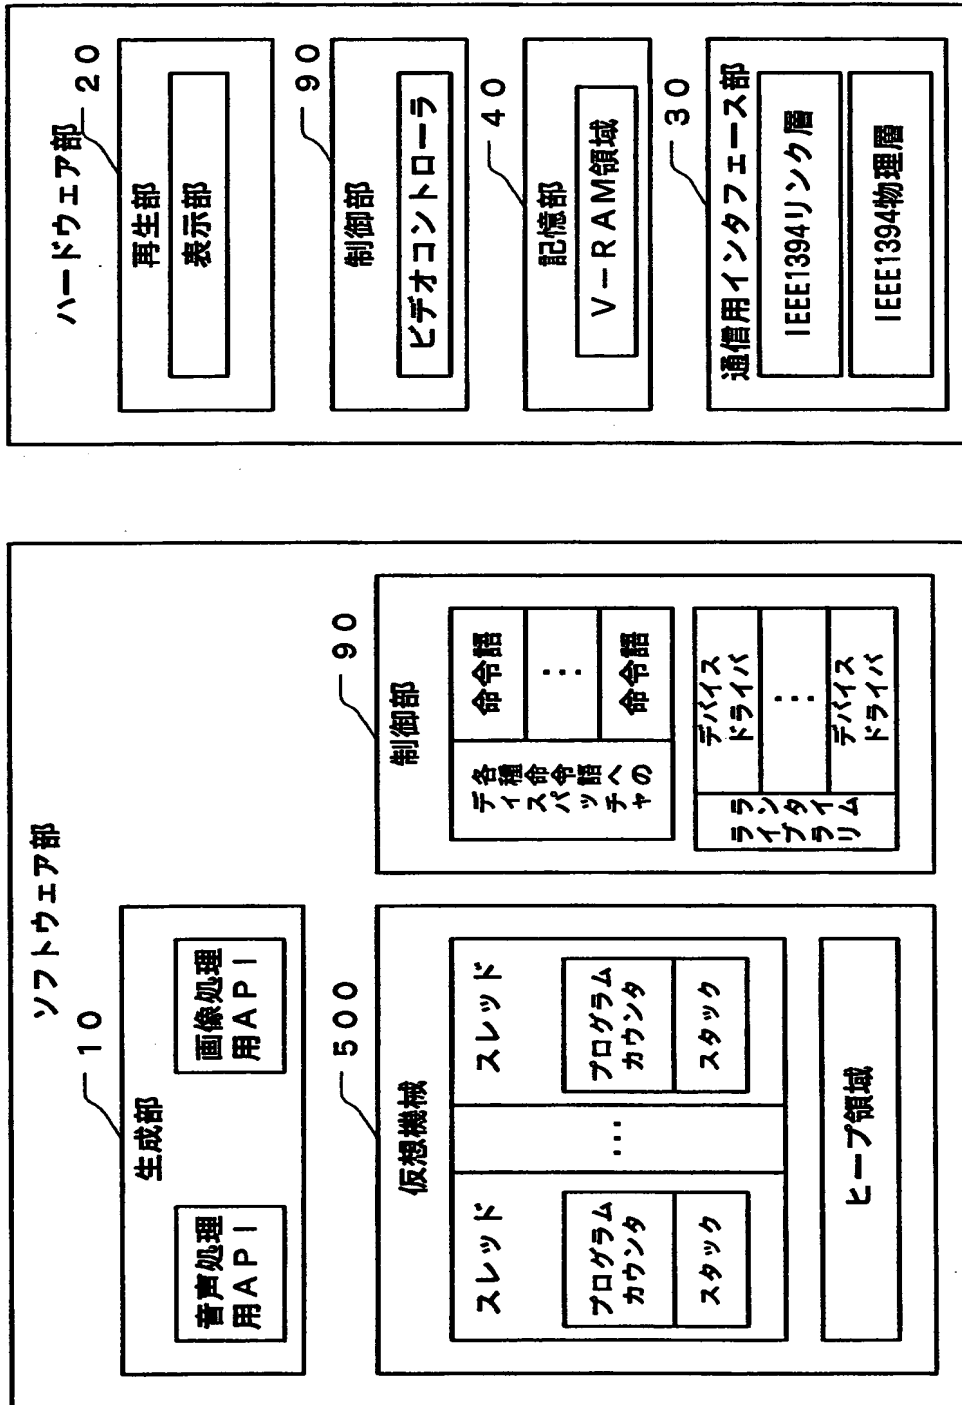 ソフトウェア部
生成部
10
音声処理
用API
画像処理
用API
仮想機械
500
スレッド
プログラム
カウンタ
スタック
...
スレッド
プログラム
カウンタ
スタック
ヒープ領域
制御部
90
各種命令語への
ディスパッチャ
命令語
...
命令語
ランタイム
ライブラリ
デバイス
ドライバ
...
デバイス
ドライバ
ハードウェア部
再生部
20
表示部
制御部
90
ビデオコントローラ
記憶部
40
V-RAM領域
通信用インタフェース部
30
IEEE1394リンク層
IEEE1394物理層